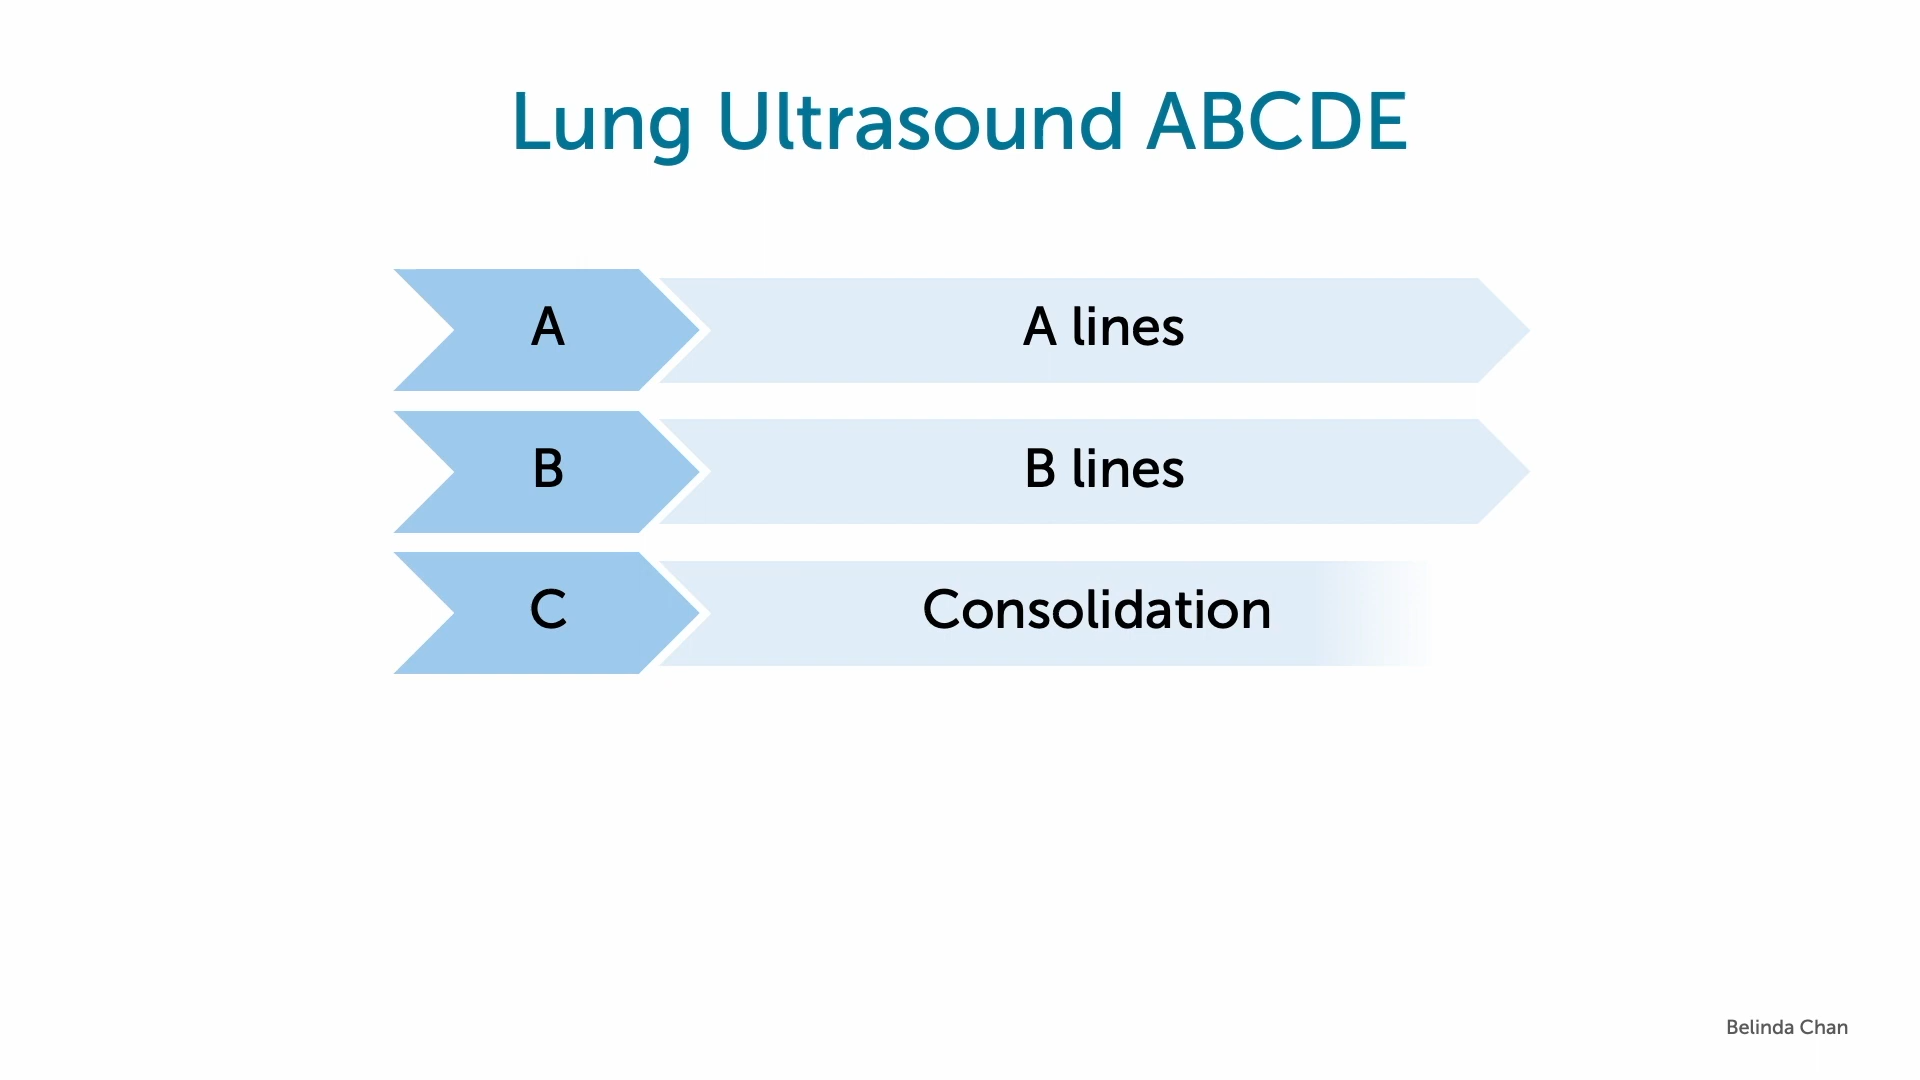 Lung Ultrasound ABCDE
A
A lines
B
B lines
C
Consolidation
Belinda Chan